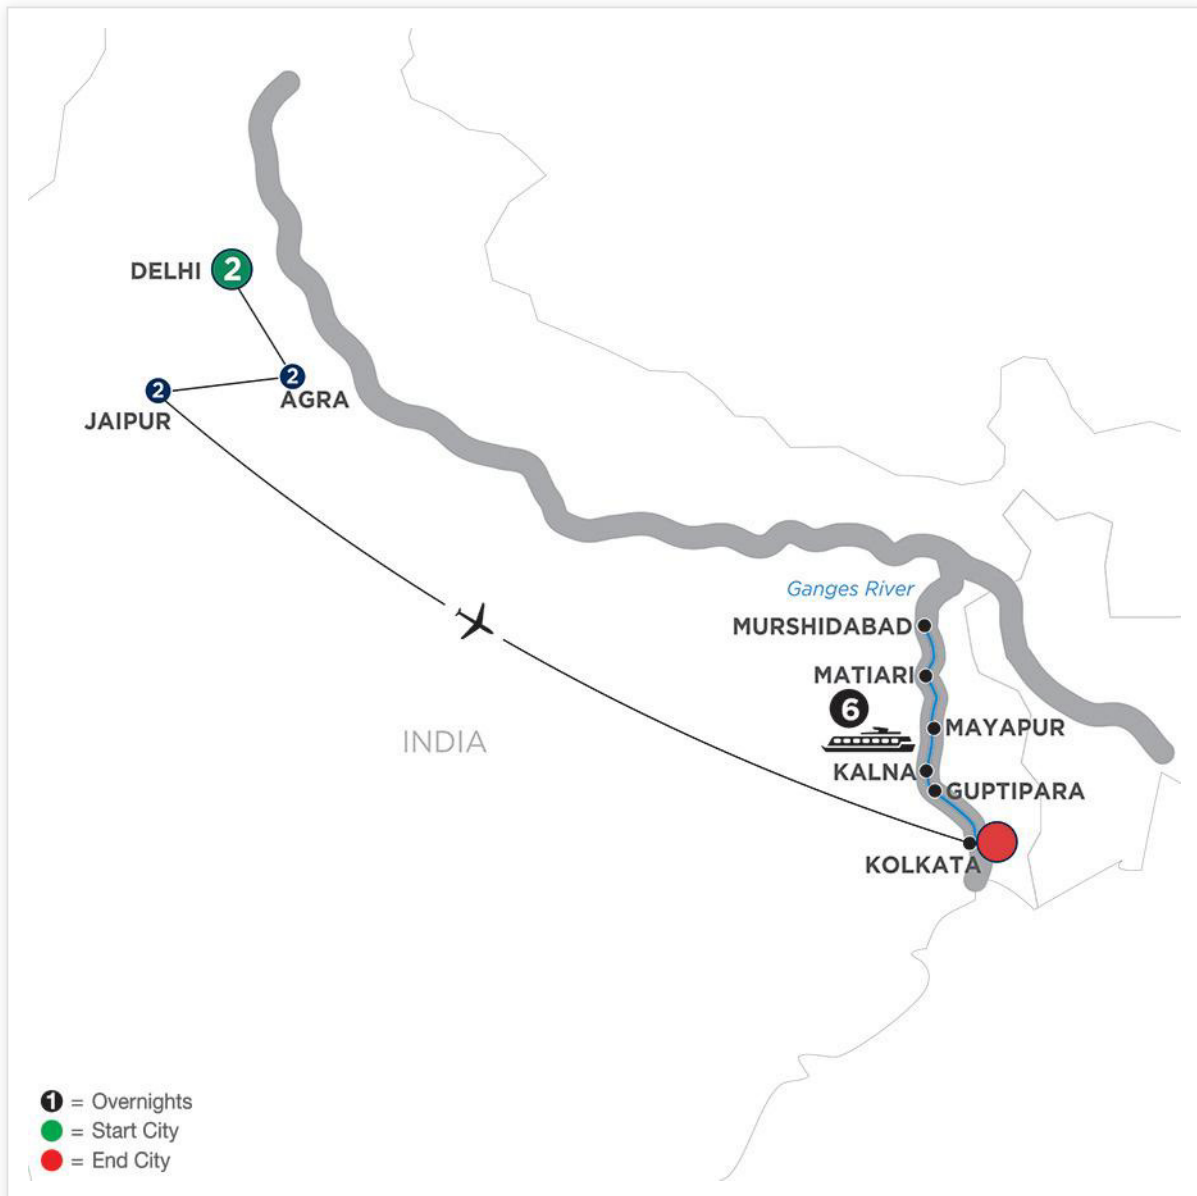 DELHI 2
2
AGRA
2
JAIPUR
Ganges River
MURSHIDABAD
MATIARI
6
MAYAPUR
INDIA
KALNA
GUPTIPARA
KOLKATA
1 = Overnights
= Start City
= End City